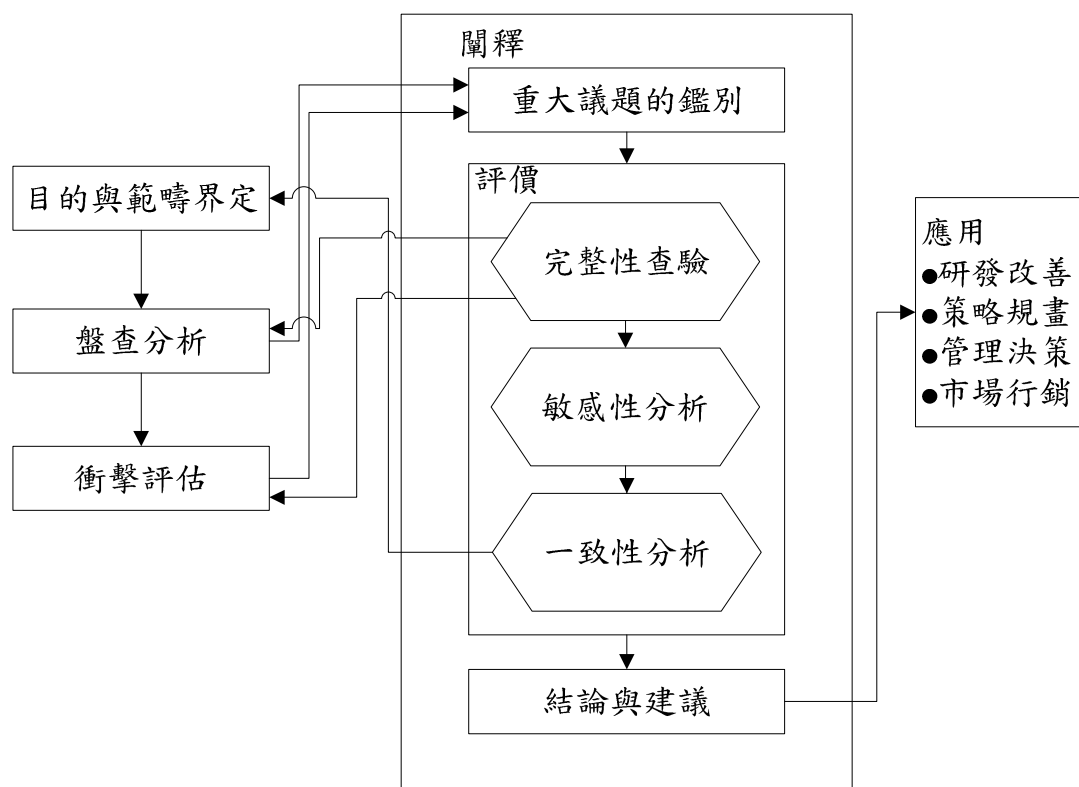 闡釋
重大議題的鑑別
評價
目的與範疇界定
完整性查驗
盤查分析
敏感性分析
衝擊評估
一致性分析
結論與建議
應用
●研發改善
●策略規畫
●管理決策
●市場行銷